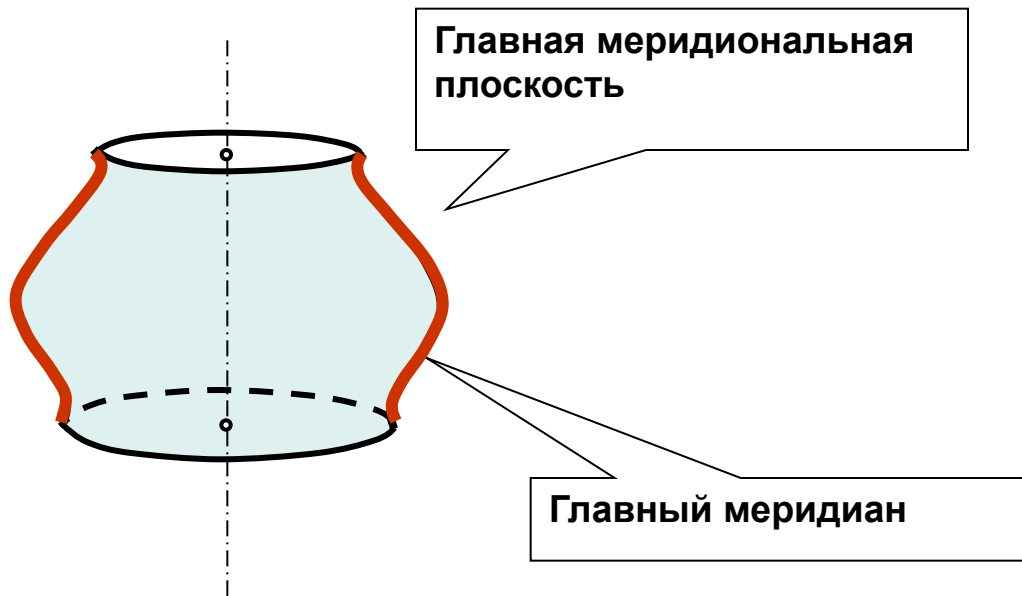 Главная меридиональная
плоскость
Главный меридиан